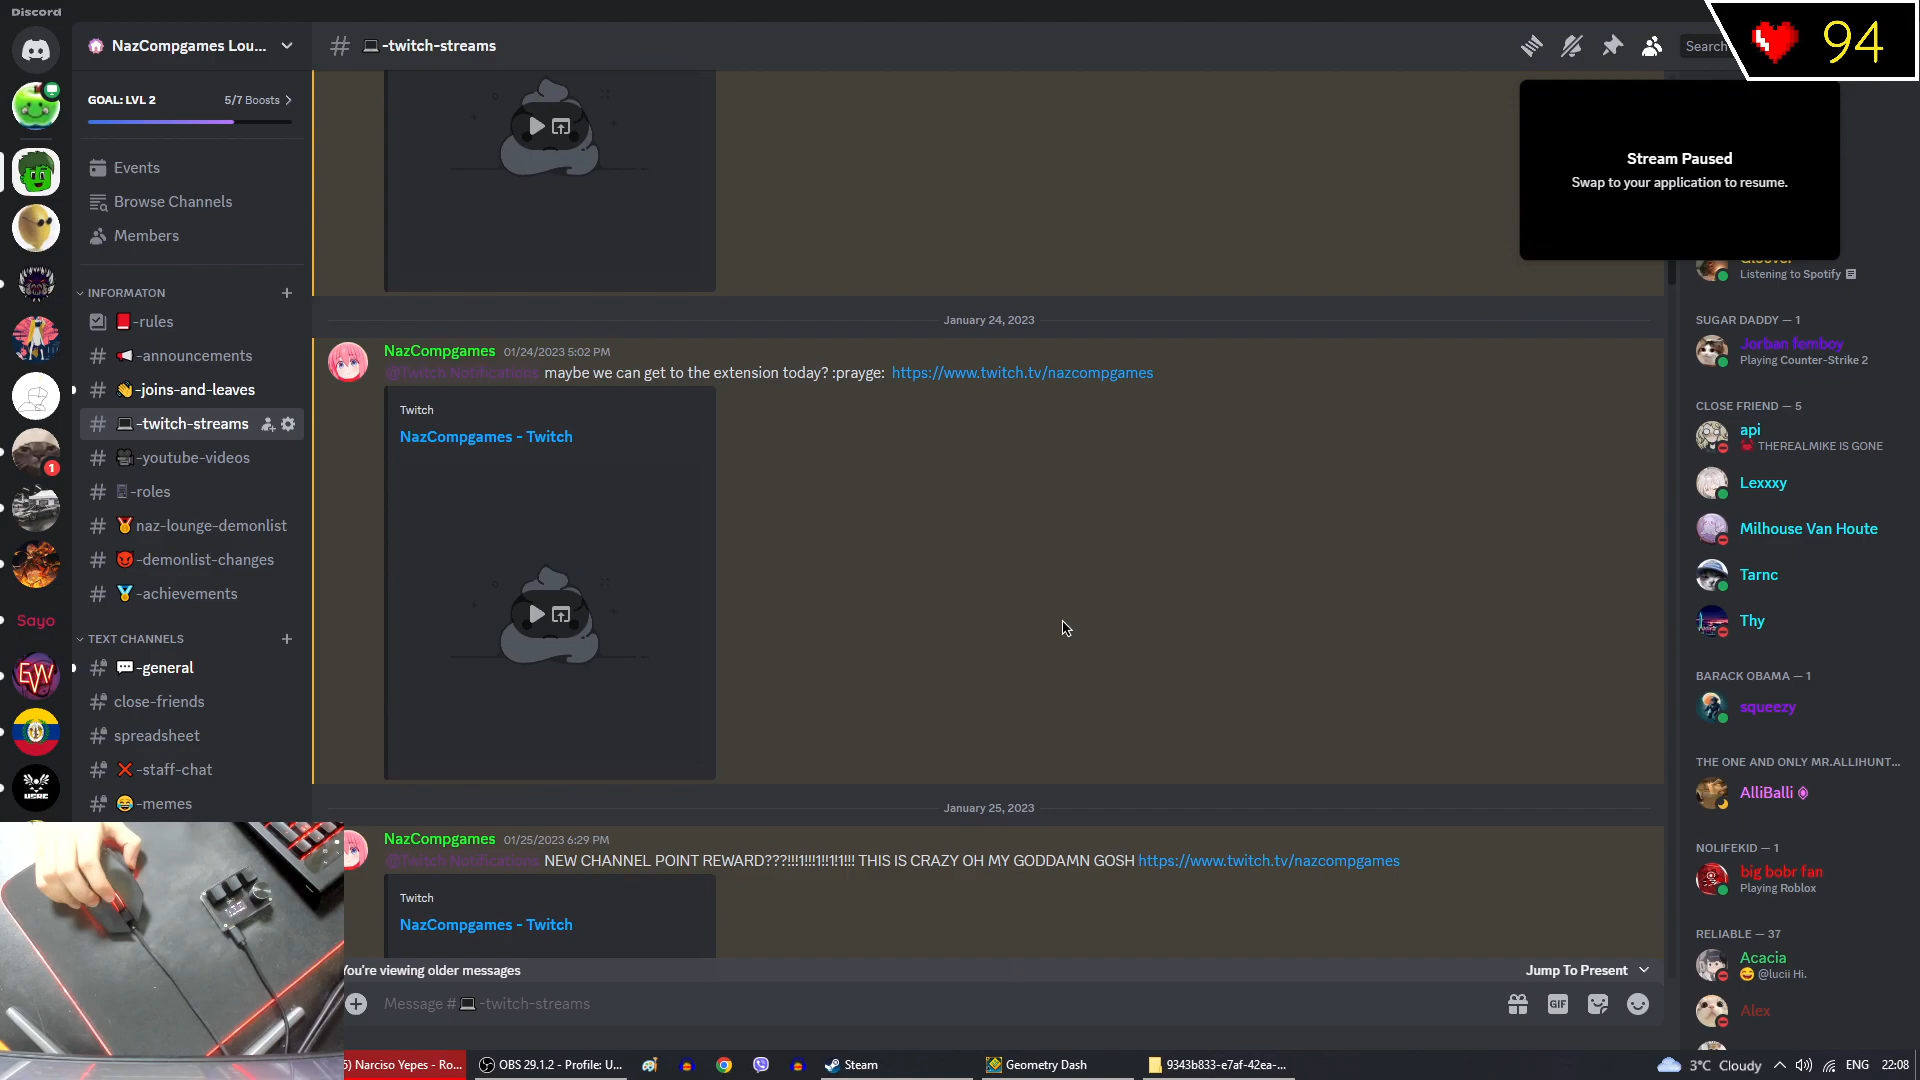 Discord
NazCompgames Lou...
-twitch-streams
Search
94
GOAL: LVL 2
5/7 Boosts
Events
Browse Channels
Members
INFORMATON
-rules
-announcements
-joins-and-leaves
-twitch-streams
-youtube-videos
1
-roles
naz-lounge-demonlist
-demonlist-changes
-achievements
Sayo
TEXT CHANNELS
-general
EW
close-friends
spreadsheet
-staff-chat
-memes
January 24, 2023
NazCompgames 01/24/2023 5:02 PM
@Twitch Notifications maybe we can get to the extension today? :prayge: https://www.twitch.tv/nazcompgames
Twitch
NazCompgames - Twitch
January 25, 2023
NazCompgames 01/25/2023 6:29 PM
@Twitch Notifications NEW CHANNEL POINT REWARD???!!!1!!!1!!1!1!!! THIS IS CRAZY OH MY GODDAMN GOSH https://www.twitch.tv/nazcompgames
Twitch
NazCompgames - Twitch
You're viewing older messages
Jump To Present
Message # -twitch-streams
GIF
Stream Paused
Swap to your application to resume.
Listening to Spotify
SUGAR DADDY — 1
Jorban femboy
Playing Counter-Strike 2
CLOSE FRIEND — 5
api
THEREALMIKE IS GONE
Lexxxy
Milhouse Van Houte
Tarnc
Thy
BARACK OBAMA — 1
squeezy
THE ONE AND ONLY MR.ALLIHUNT...
AlliBalli
NOLIFEKID — 1
big bobr fan
Playing Roblox
RELIABLE — 37
Acacia
@lucii Hi.
Alex
) Narciso Yepes - Ro...
OBS 29.1.2 - Profile: U...
Steam
Geometry Dash
9343b833-e7af-42ea-...
3°C Cloudy
ENG
22:08